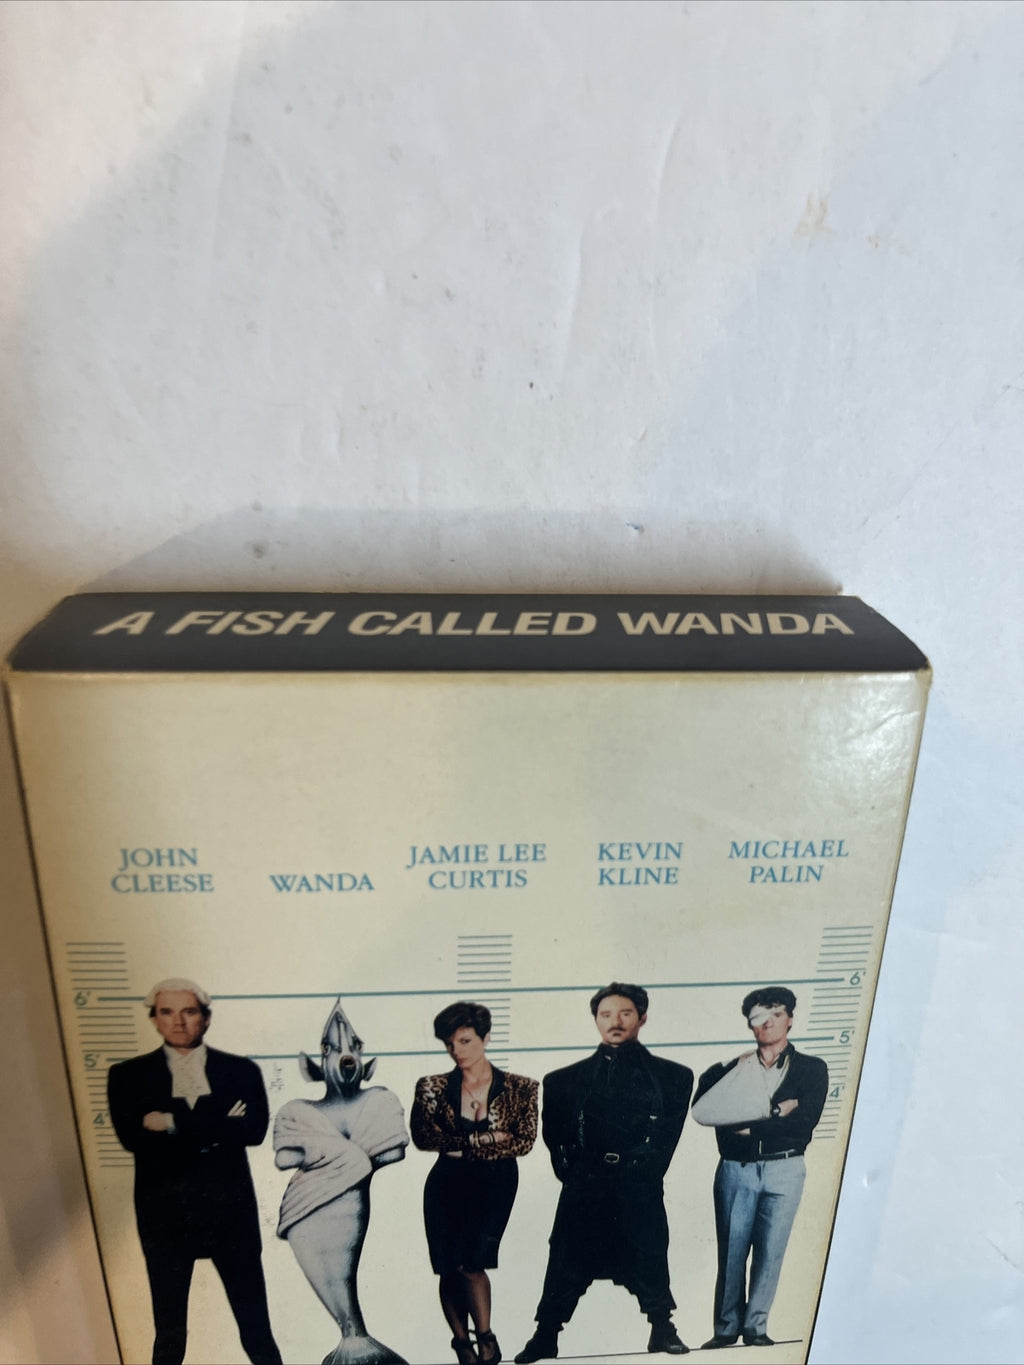 A FISH CALLED WANDA
JOHN
CLEESE
WANDA
JAMIE LEE
CURTIS
KEVIN
KLINE
MICHAEL
PALIN
6'
6'
5'
5'
4'
4'